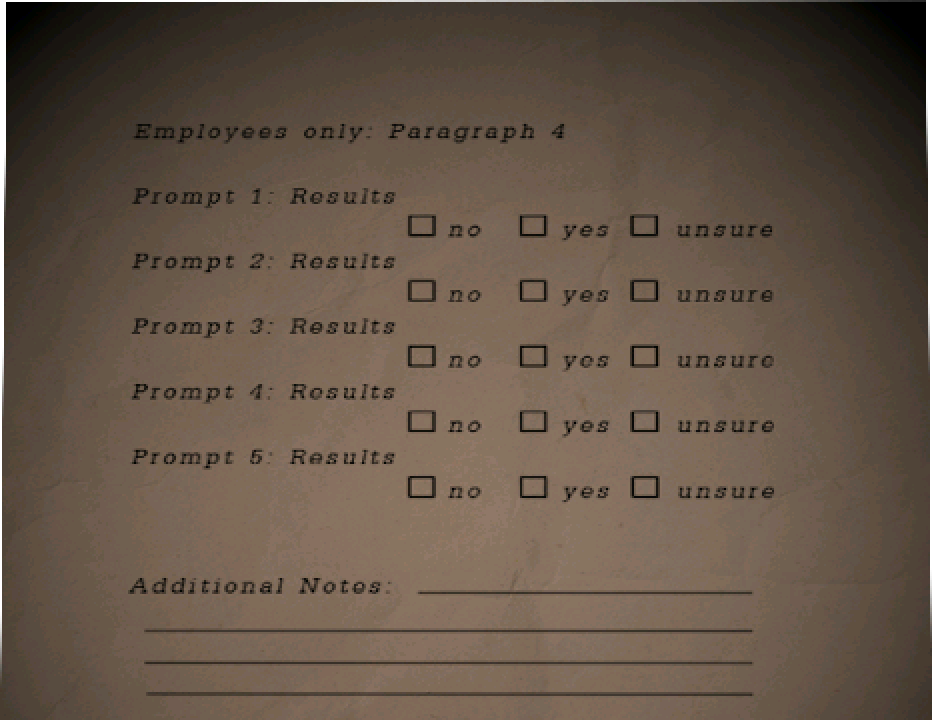 Employees only: Paragraph 4
Prompt 1: Results
no yes unsure
Prompt 2: Results
no yes unsure
Prompt 3: Results
no yes unsure
Prompt 4: Results
no yes unsure
Prompt 5: Results
no yes unsure
Additional Notes: